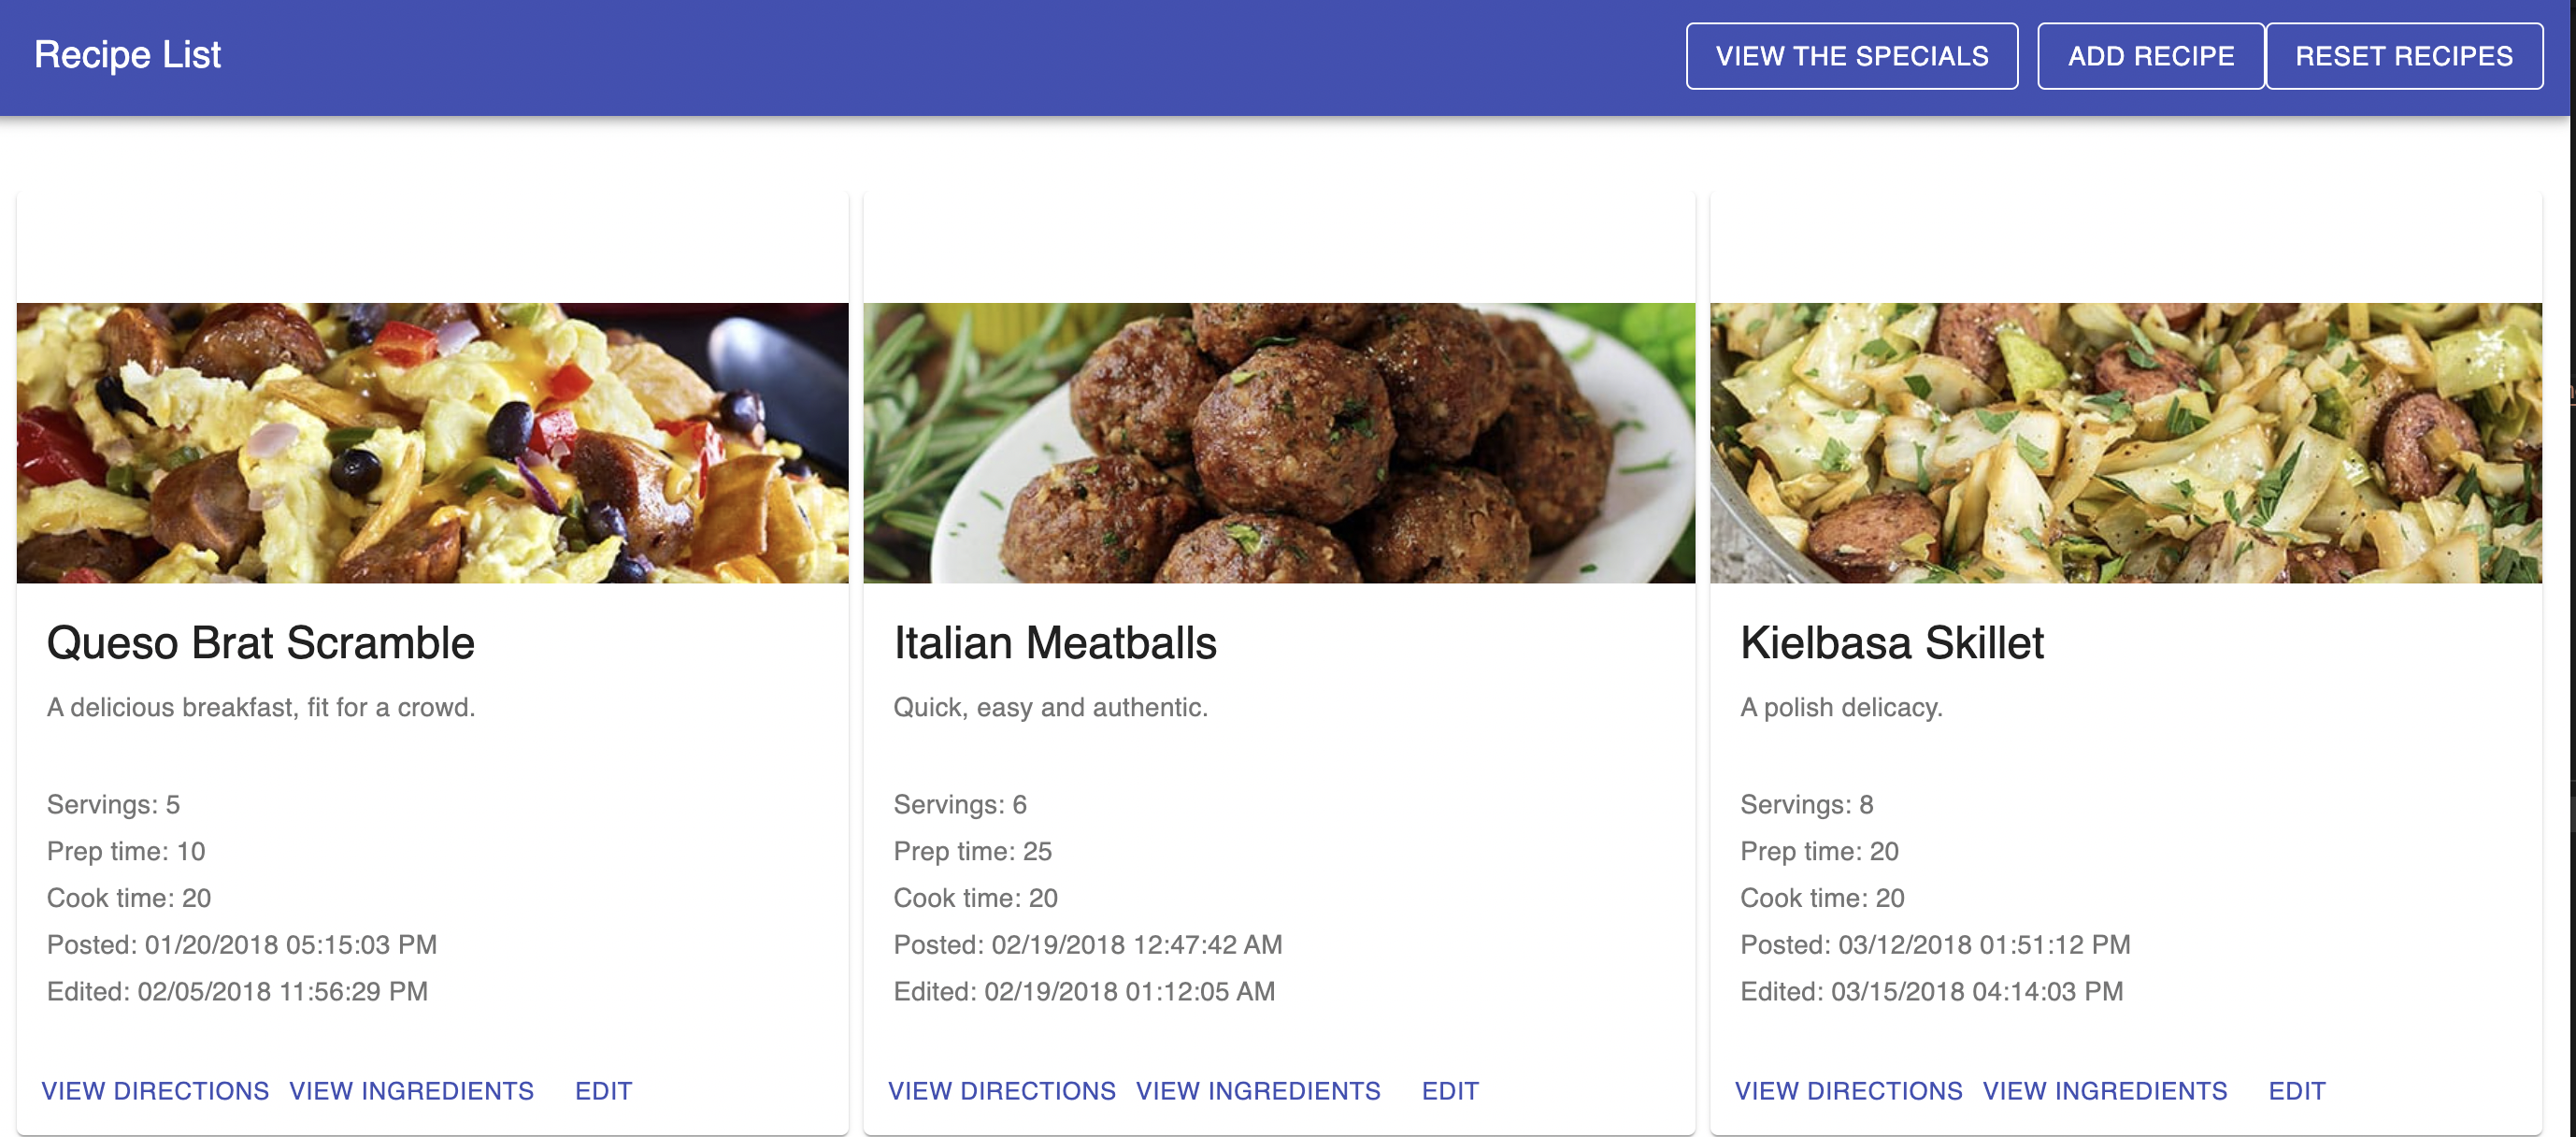 Recipe List
VIEW THE SPECIALS
ADD RECIPE
RESET RECIPES
Queso Brat Scramble
A delicious breakfast, fit for a crowd.
Servings: 5
Prep time: 10
Cook time: 20
Posted: 01/20/2018 05:15:03 PM
Edited: 02/05/2018 11:56:29 PM
VIEW DIRECTIONS
VIEW INGREDIENTS
EDIT
Italian Meatballs
Quick, easy and authentic.
Servings: 6
Prep time: 25
Cook time: 20
Posted: 02/19/2018 12:47:42 AM
Edited: 02/19/2018 01:12:05 AM
VIEW DIRECTIONS
VIEW INGREDIENTS
EDIT
Kielbasa Skillet
A polish delicacy.
Servings: 8
Prep time: 20
Cook time: 20
Posted: 03/12/2018 01:51:12 PM
Edited: 03/15/2018 04:14:03 PM
VIEW DIRECTIONS
VIEW INGREDIENTS
EDIT